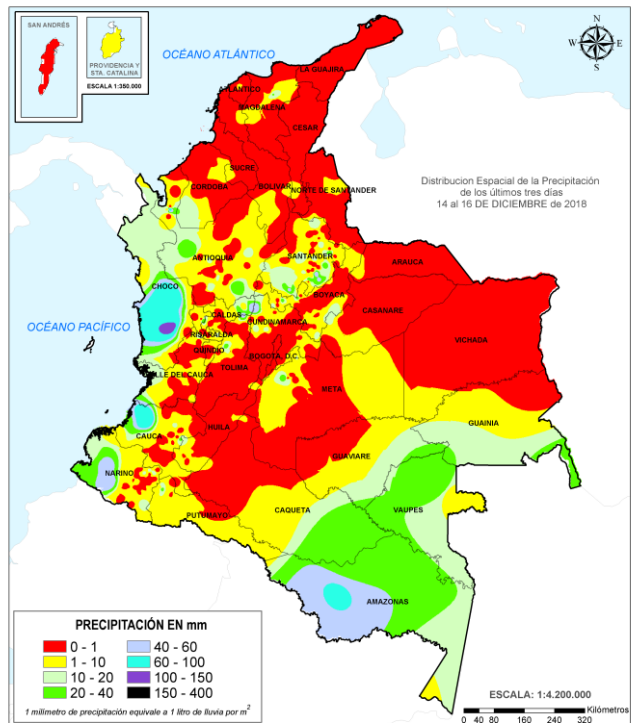 SAN ANDRÉS
PROVIDENCIA Y
STA. CATALINA
ESCALA 1:350.000
OCÉANO ATLÁNTICO
N
W
E
S
LA GUAJIRA
ATLÁNTICO
MAGDALENA
CESAR
SUCRE
CÓRDOBA
BOLÍVAR
NORTE DE SANTANDER
Distribucion Espacial de la Precipitación
de los últimos tres días
14 al 16 DE DICIEMBRE de 2018
ANTIOQUIA
SANTANDER
ARAUCA
CHOCO
BOYACA
CASANARE
OCÉANO PACÍFICO
CALDAS
CUNDINAMARCA
VICHADA
RISARALDA
QUINDIO
BOGOTÁ, D.C.
TOLIMA
VALLE DEL CAUCA
META
CAUCA
HUILA
GUAINIA
GUAVIARE
NARIÑO
CAQUETA
VAUPES
PUTUMAYO
AMAZONAS
PRECIPITACIÓN EN mm
0 - 1
40 - 60
1 - 10
60 - 100
10 - 20
100 - 150
20 - 40
150 - 400
1 milímetro de precipitación equivale a 1 litro de lluvia por m²
ESCALA: 1:4.200.000
Kilómetros
0 40 80 160 240 320